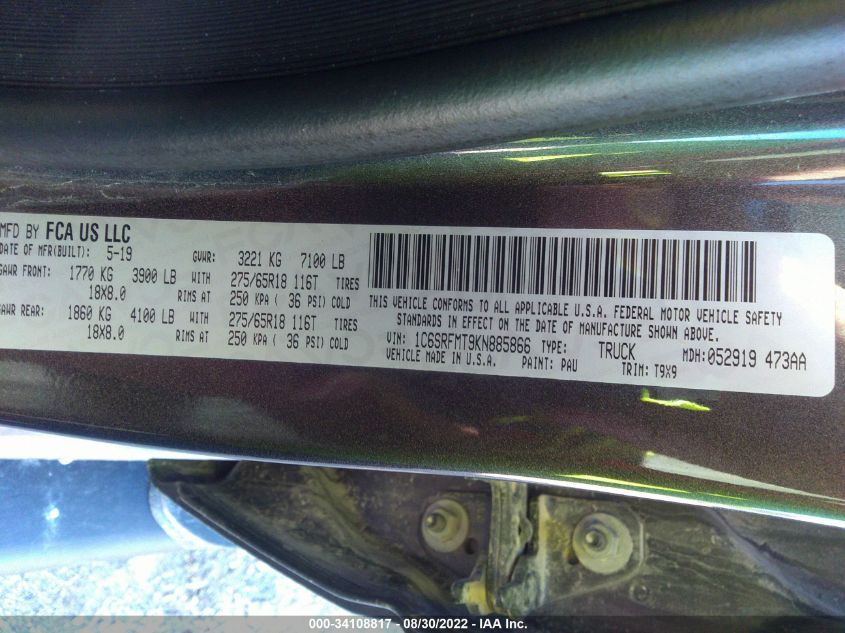 MFD BY FCA US LLC
DATE OF MFR(BUILT): 5-19 GVWR: 3221 KG 7100 LB
GAWR FRONT: 1770 KG 3900 LB WITH 275/65R18 116T TIRES
18X8.0 RIMS AT 250 KPA ( 36 PSI) COLD
GAWR REAR: 1860 KG 4100 LB WITH 275/65R18 116T TIRES
18X8.0 RIMS AT 250 KPA ( 36 PSI) COLD
THIS VEHICLE CONFORMS TO ALL APPLICABLE U.S.A. FEDERAL MOTOR VEHICLE SAFETY
STANDARDS IN EFFECT ON THE DATE OF MANUFACTURE SHOWN ABOVE.
VIN: 1C6SRFMT9KN885866 TYPE: TRUCK MDH:052919 473AA
VEHICLE MADE IN U.S.A. PAINT: PAU TRIM: T9X9
000-34108817 - 08/30/2022 - IAA Inc.